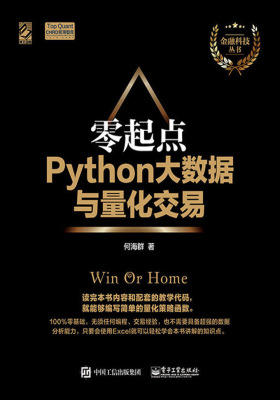 Top Quant
金融科技
丛书
零起点
Python大数据
与量化交易
何海群 著
Win Or Home
读完本书内容和配套的教学代码，
就能够编写简单的量化策略函数。
100%零基础，无须任何编程、交易经验，也不需要具备超强的数据
分析能力，只要会使用Excel就可以轻松学会本书讲解的知识点。
中国工信出版集团
电子工业出版社